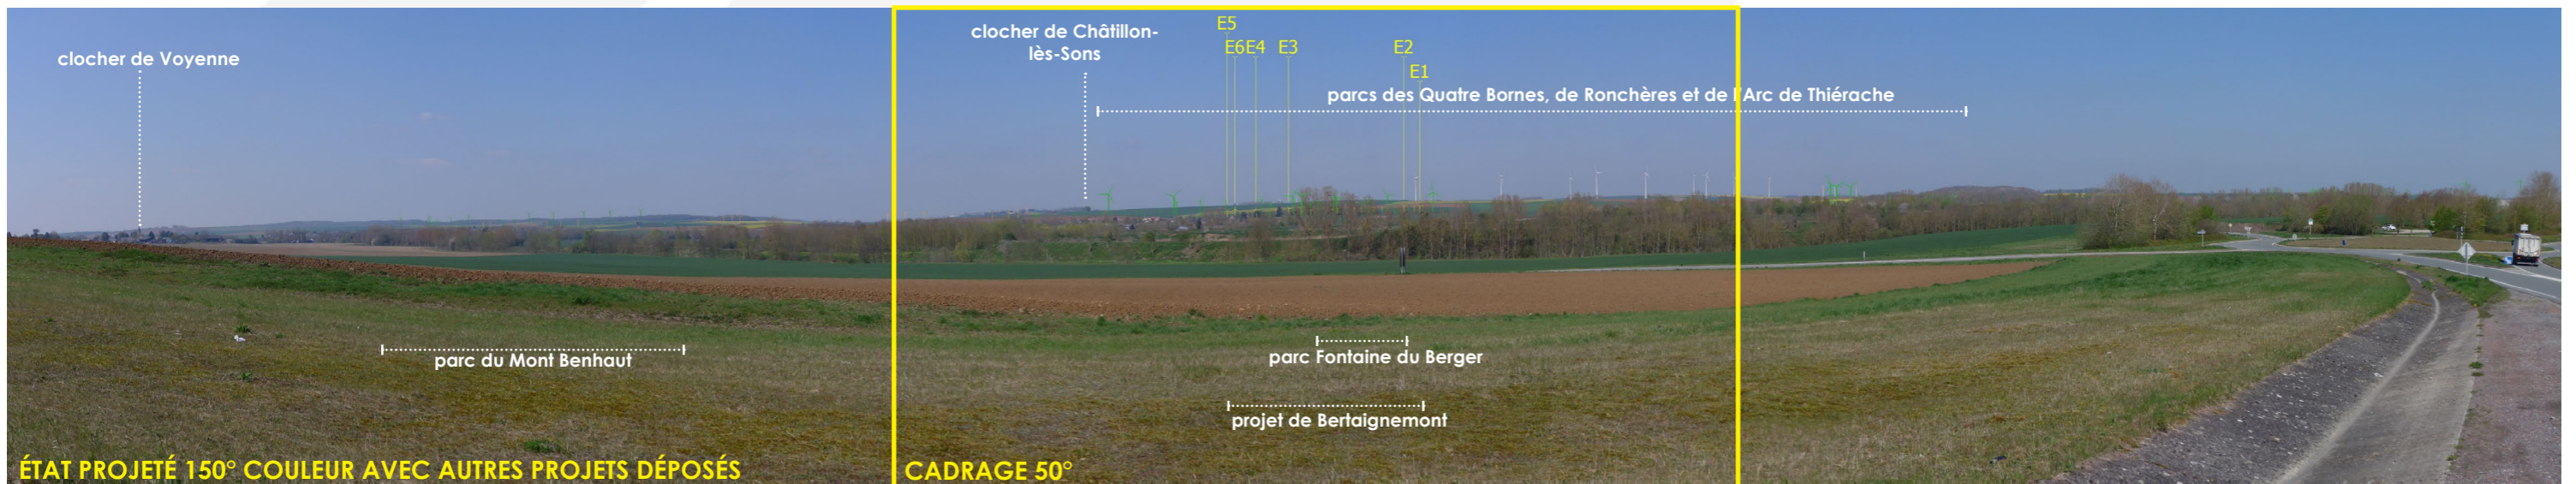 clocher de Voyenne
clocher de Châtillon-
lès-Sons
E5
E6 E4 E3 E2
E1
parcs des Quatre Bornes, de Ronchères et de l'Arc de Thiérache
parc du Mont Benhaut
parc Fontaine du Berger
projet de Bertaignemont
ÉTAT PROJETÉ 150° COULEUR AVEC AUTRES PROJETS DÉPOSÉS
CADRAGE 50°